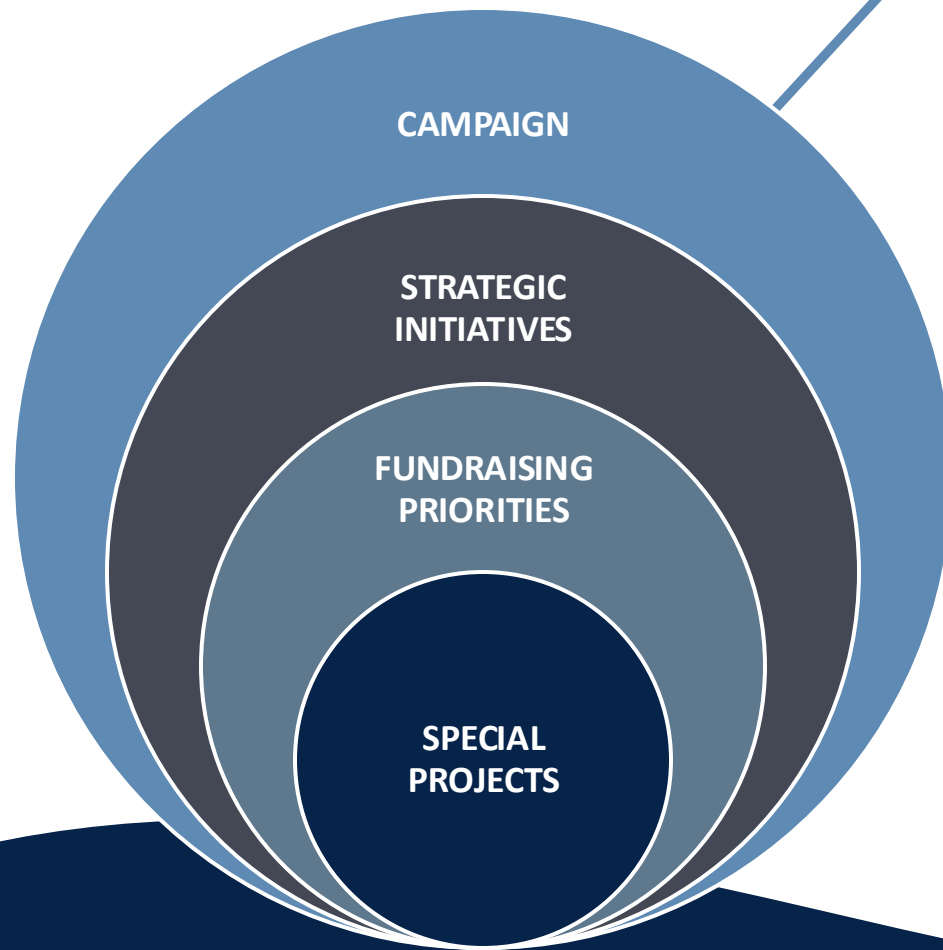 CAMPAIGN
STRATEGIC
INITIATIVES
FUNDRAISING
PRIORITIES
SPECIAL
PROJECTS